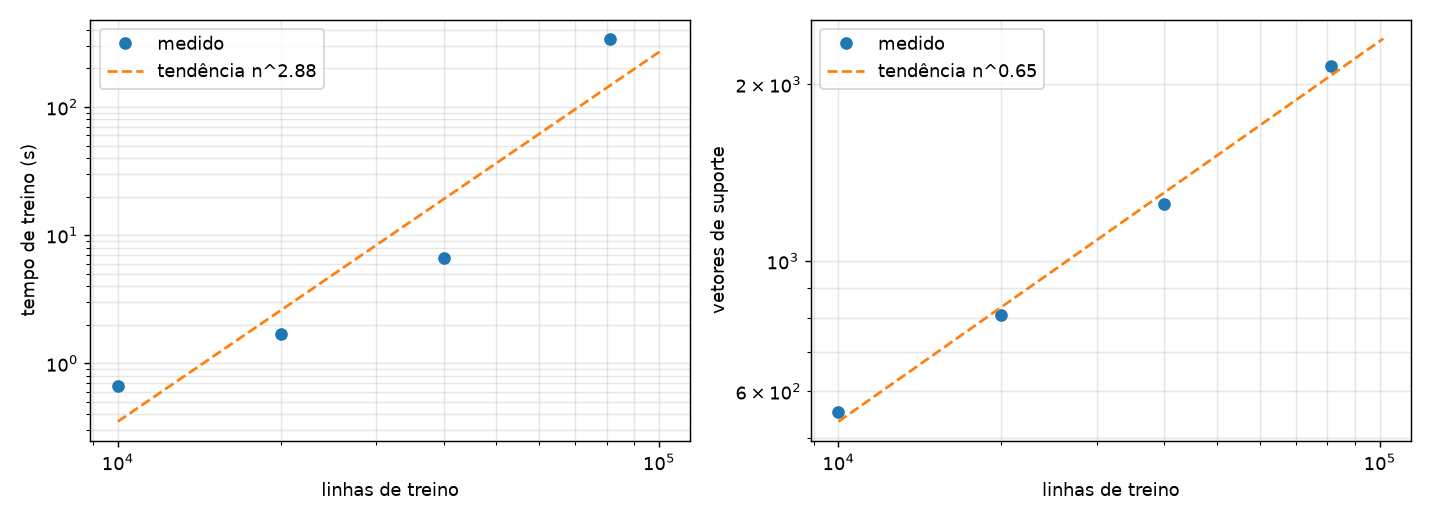 medido
tendência n^2.88
10^2
10^1
10^0
tempo de treino (s)
10^4
10^5
linhas de treino
medido
tendência n^0.65
2 × 10^3
10^3
6 × 10^2
vetores de suporte
10^4
10^5
linhas de treino